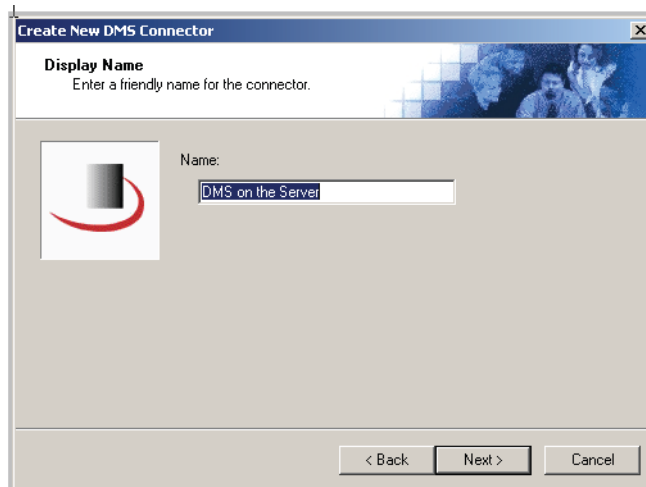 Create New DMS Connector
Display Name
Enter a friendly name for the connector.
Name:
DMS on the Server
< Back
Next >
Cancel